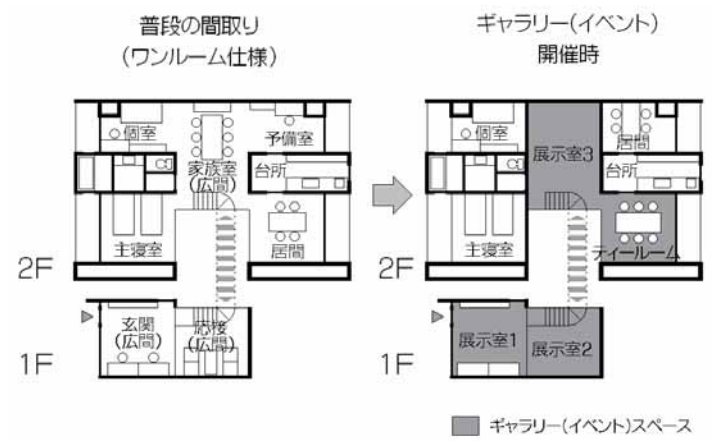 普段の間取り
(ワンルーム仕様)
個室
予備室
家族室
(広間)
台所
主寝室
居間
2F
玄関
(広間)
応接
(広間)
1F
ギャラリー(イベント)
開催時
個室
展示室3
居間
台所
主寝室
ティールーム
2F
展示室1
展示室2
1F
ギャラリー(イベント)スペース